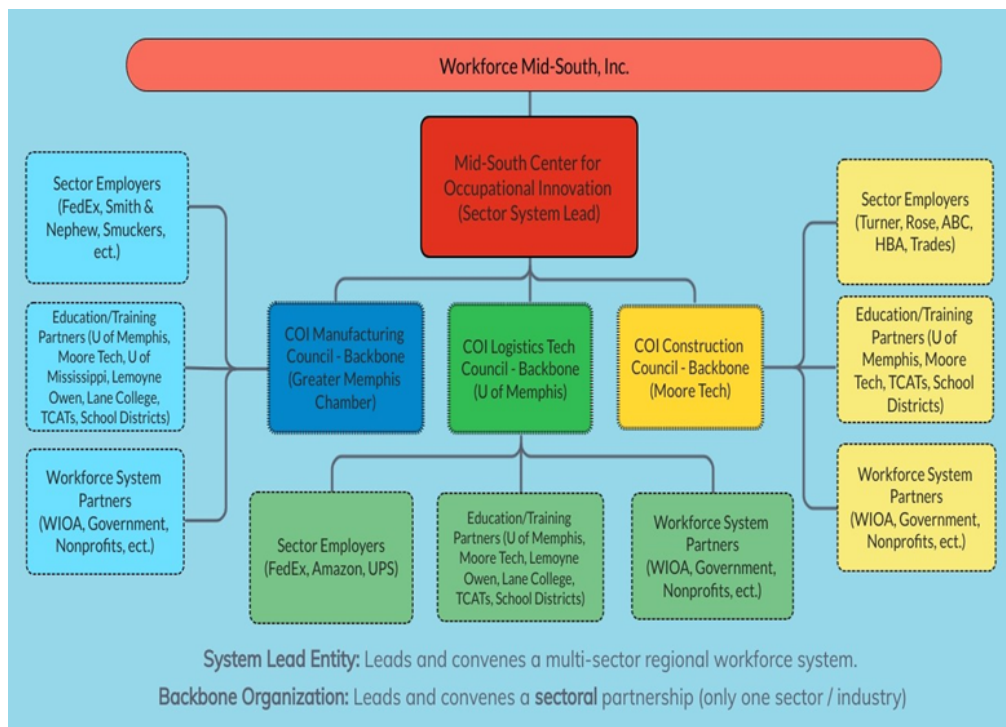 Workforce Mid-South, Inc.
Mid-South Center for
Occupational Innovation
(Sector System Lead)
Sector Employers
(FedEx, Smith &
Nephew, Smuckers,
ect.)
Education/Training
Partners (U of Memphis,
Moore Tech, U of
Mississippi, Lemoyne
Owen, Lane College,
TCATs, School Districts)
Workforce System
Partners
(WIOA, Government,
Nonprofits, ect.)
COI Manufacturing
Council - Backbone
(Greater Memphis
Chamber)
COI Logistics Tech
Council - Backbone
(U of Memphis)
COI Construction
Council - Backbone
(Moore Tech)
Sector Employers
(Turner, Rose, ABC,
HBA, Trades)
Education/Training
Partners (U of
Memphis, Moore
Tech, TCATs, School
Districts)
Workforce System
Partners
(WIOA, Government,
Nonprofits, ect.)
Sector Employers
(FedEx, Amazon, UPS)
Education/Training
Partners (U of Memphis,
Moore Tech, Lemoyne
Owen, Lane College,
TCATs, School Districts)
Workforce System
Partners
(WIOA, Government,
Nonprofits, ect.)
System Lead Entity: Leads and convenes a multi-sector regional workforce system.
Backbone Organization: Leads and convenes a sectoral partnership (only one sector / industry)